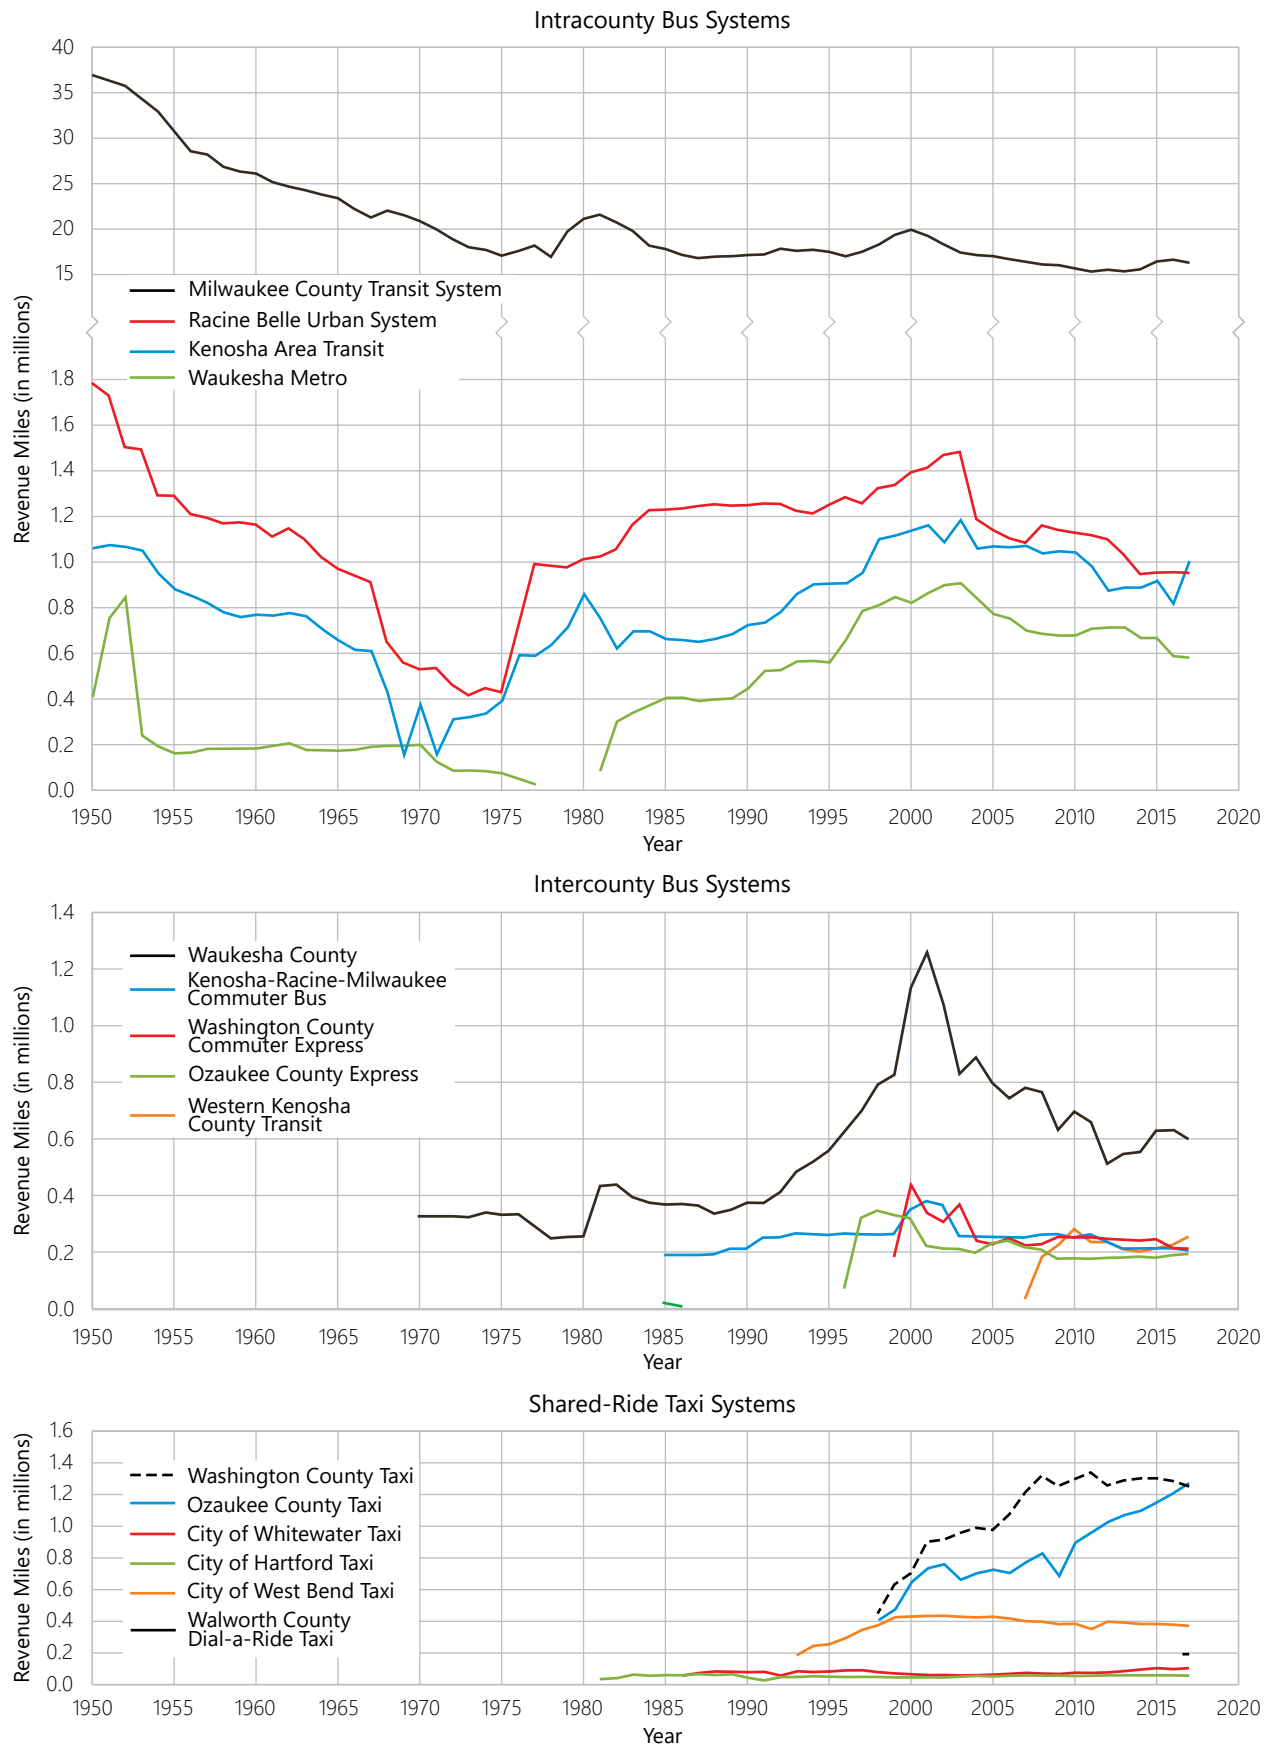 Intracounty Bus Systems
40
35
30
25
20
15
Milwaukee County Transit System
Racine Belle Urban System
Kenosha Area Transit
Waukesha Metro
1.8
1.6
1.4
1.2
1.0
0.8
0.6
0.4
0.2
0.0
Revenue Miles (in millions)
1950 1955 1960 1965 1970 1975 1980 1985 1990 1995 2000 2005 2010 2015 2020
Year
Intercounty Bus Systems
1.4
1.2
1.0
0.8
0.6
0.4
0.2
0.0
Revenue Miles (in millions)
Waukesha County
Kenosha-Racine-Milwaukee
Commuter Bus
Washington County
Commuter Express
Ozaukee County Express
Western Kenosha
County Transit
1950 1955 1960 1965 1970 1975 1980 1985 1990 1995 2000 2005 2010 2015 2020
Year
Shared-Ride Taxi Systems
1.6
1.4
1.2
1.0
0.8
0.6
0.4
0.2
0.0
Revenue Miles (in millions)
Washington County Taxi
Ozaukee County Taxi
City of Whitewater Taxi
City of Hartford Taxi
City of West Bend Taxi
Walworth County
Dial-a-Ride Taxi
1950 1955 1960 1965 1970 1975 1980 1985 1990 1995 2000 2005 2010 2015 2020
Year